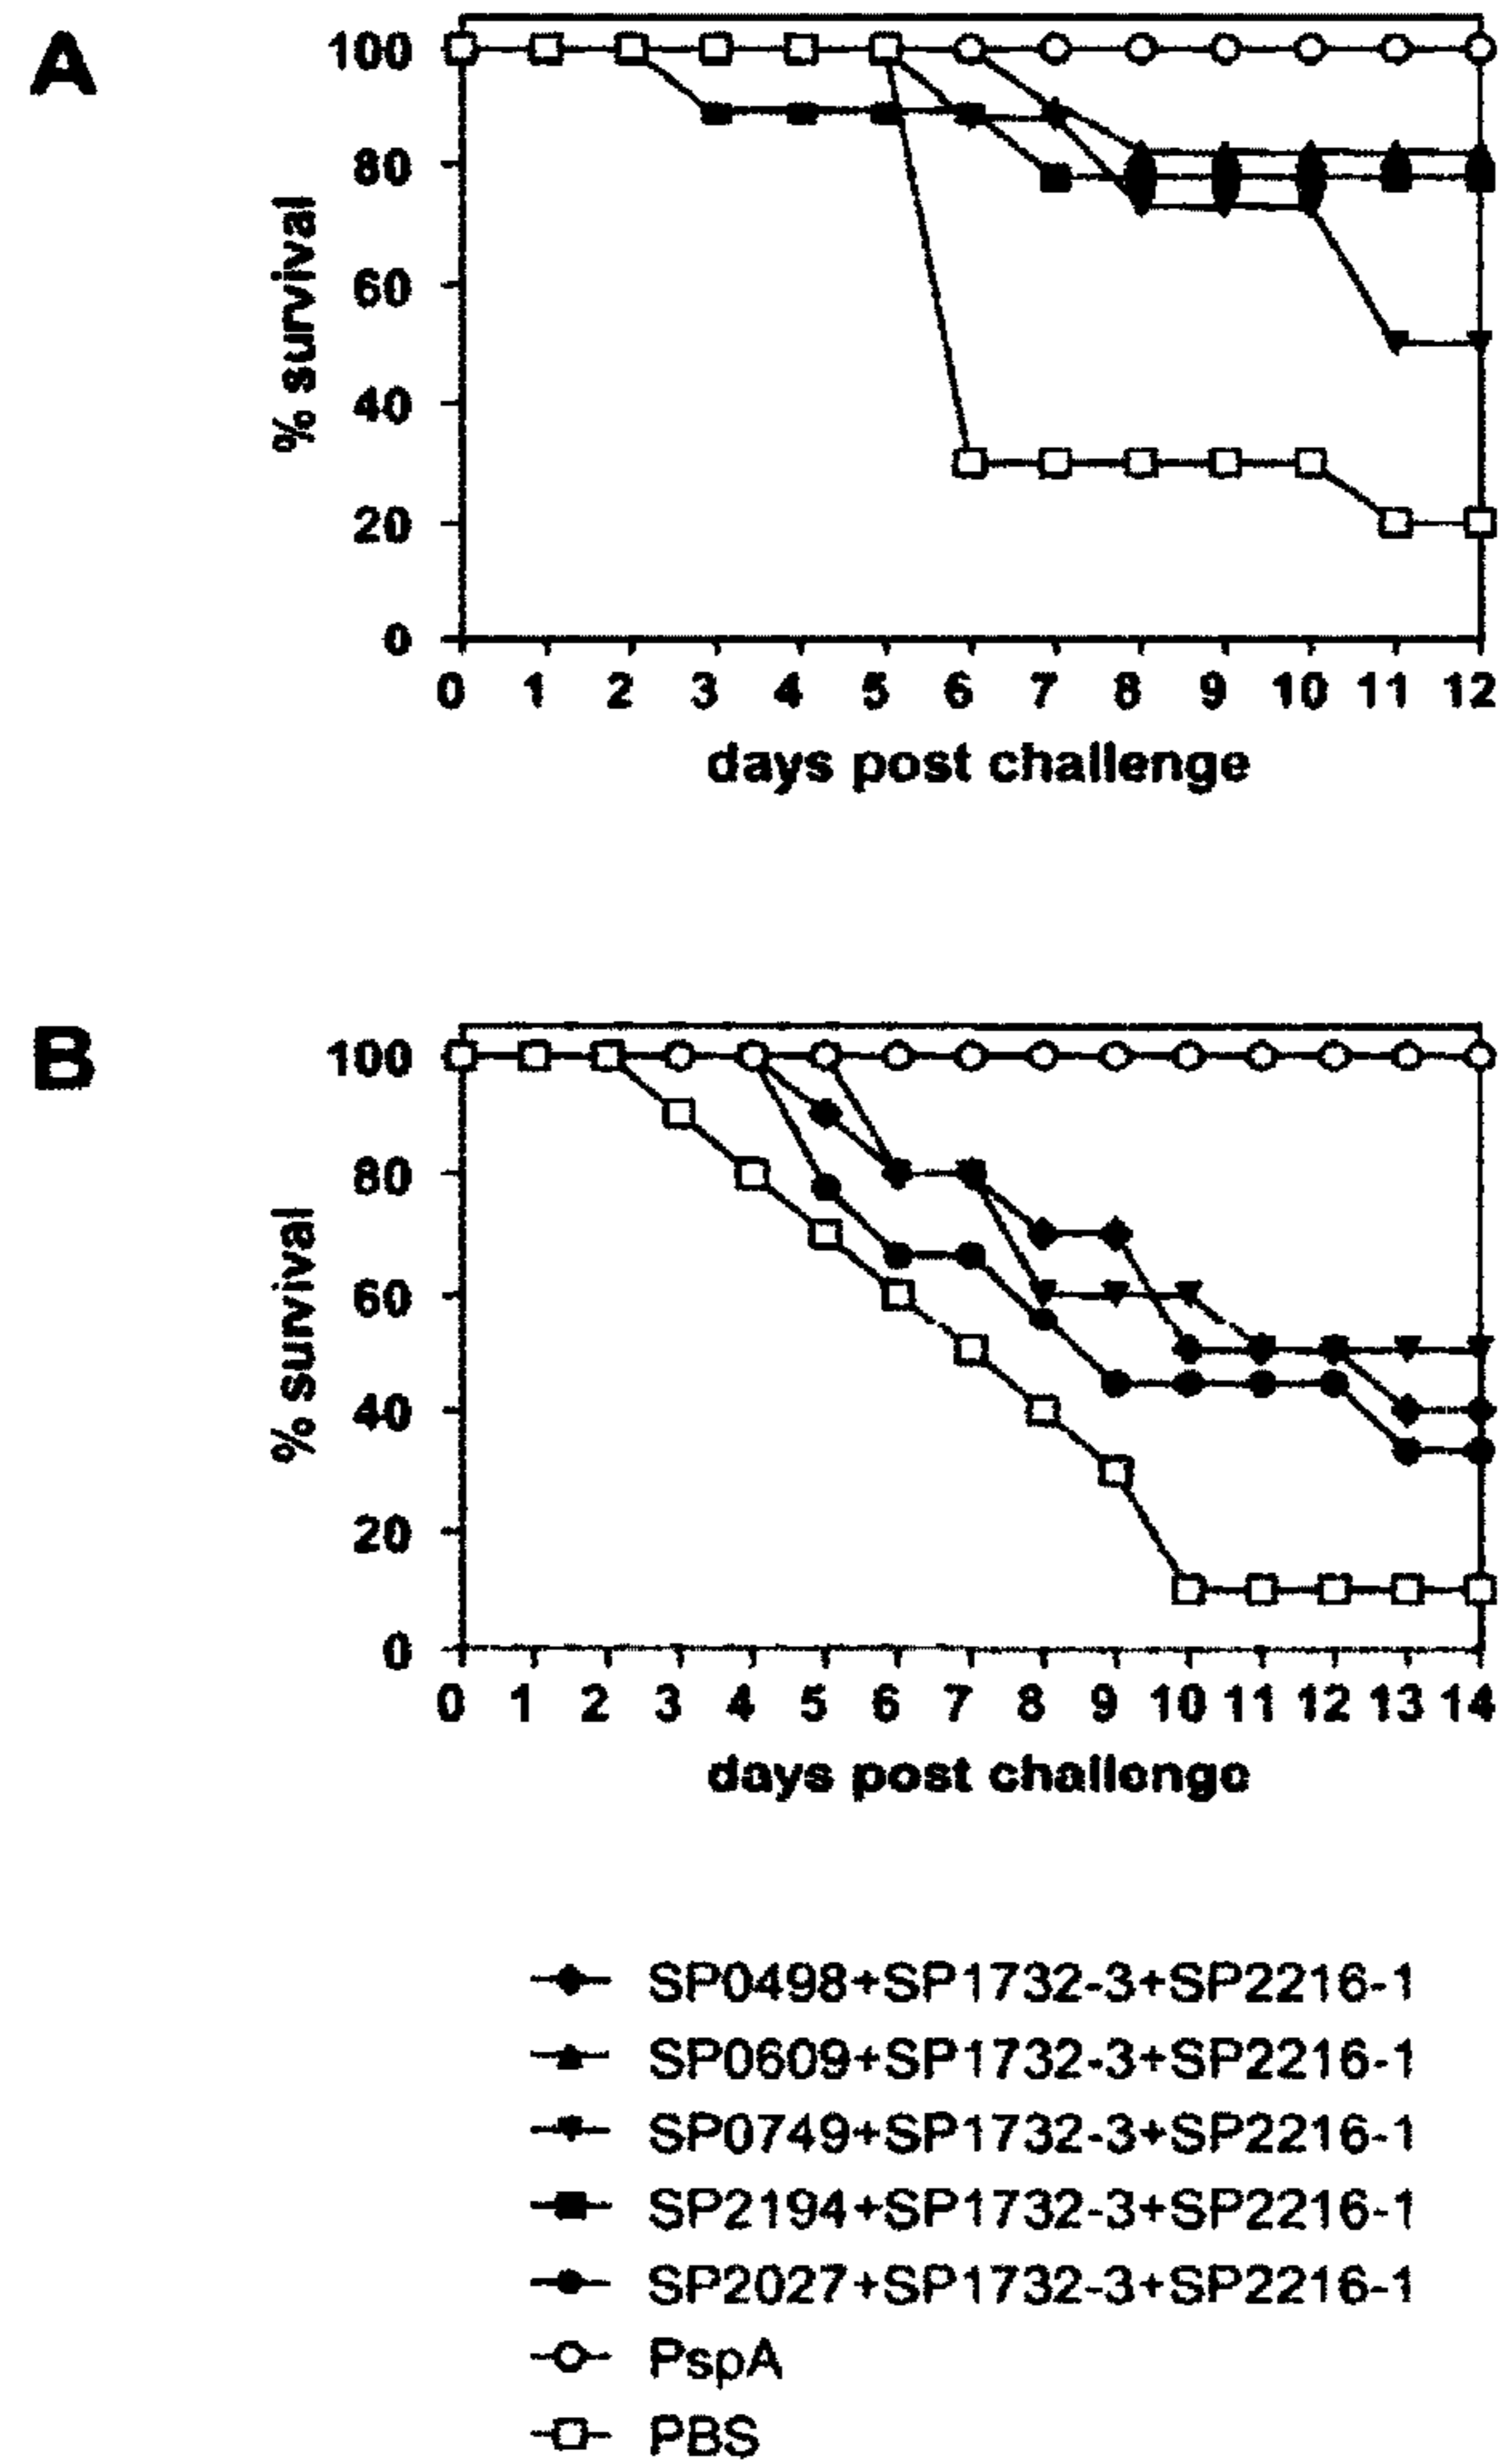 A
100
80
60
40
20
0
% survival
0 1 2 3 4 5 6 7 8 9 10 11 12
days post challenge
B
100
80
60
40
20
0
% survival
0 1 2 3 4 5 6 7 8 9 10 11 12 13 14
days post challenge
SP0498+SP1732-3+SP2216-1
SP0609+SP1732-3+SP2216-1
SP0749+SP1732-3+SP2216-1
SP2194+SP1732-3+SP2216-1
SP2027+SP1732-3+SP2216-1
PspA
PBS